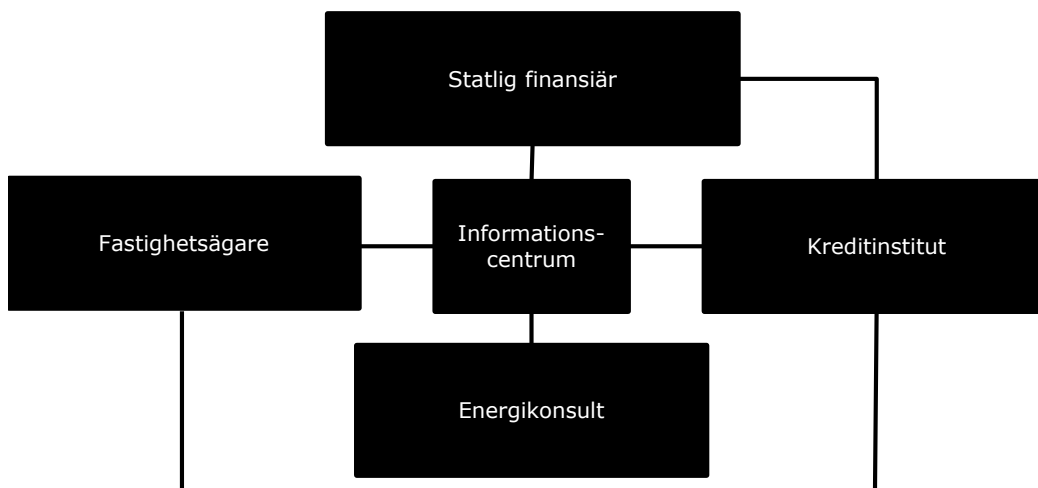 Statlig finansiär
Fastighetsägare
Informations-
centrum
Kreditinstitut
Energikonsult